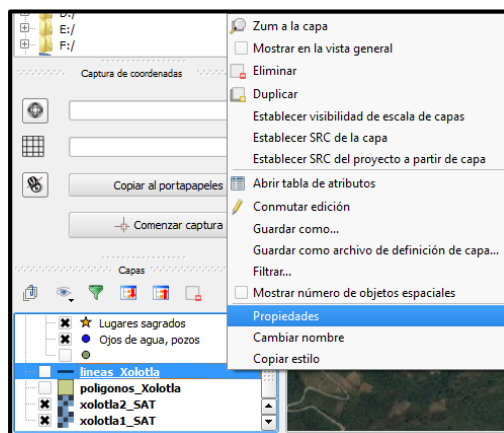 D:/
E:/
F:/
Captura de coordenadas
Copiar al portapapeles
Comenzar captura
Capas
Lugares sagrados
Ojos de agua, pozos
lineas_Xolotla
poligonos_Xolotla
xolotla2_SAT
xolotla1_SAT
Zum a la capa
Mostrar en la vista general
Eliminar
Duplicar
Establecer visibilidad de escala de capas
Establecer SRC de la capa
Establecer SRC del proyecto a partir de capa
Abrir tabla de atributos
Conmutar edición
Guardar como...
Guardar como archivo de definición de capa...
Filtrar...
Mostrar número de objetos espaciales
Propiedades
Cambiar nombre
Copiar estilo